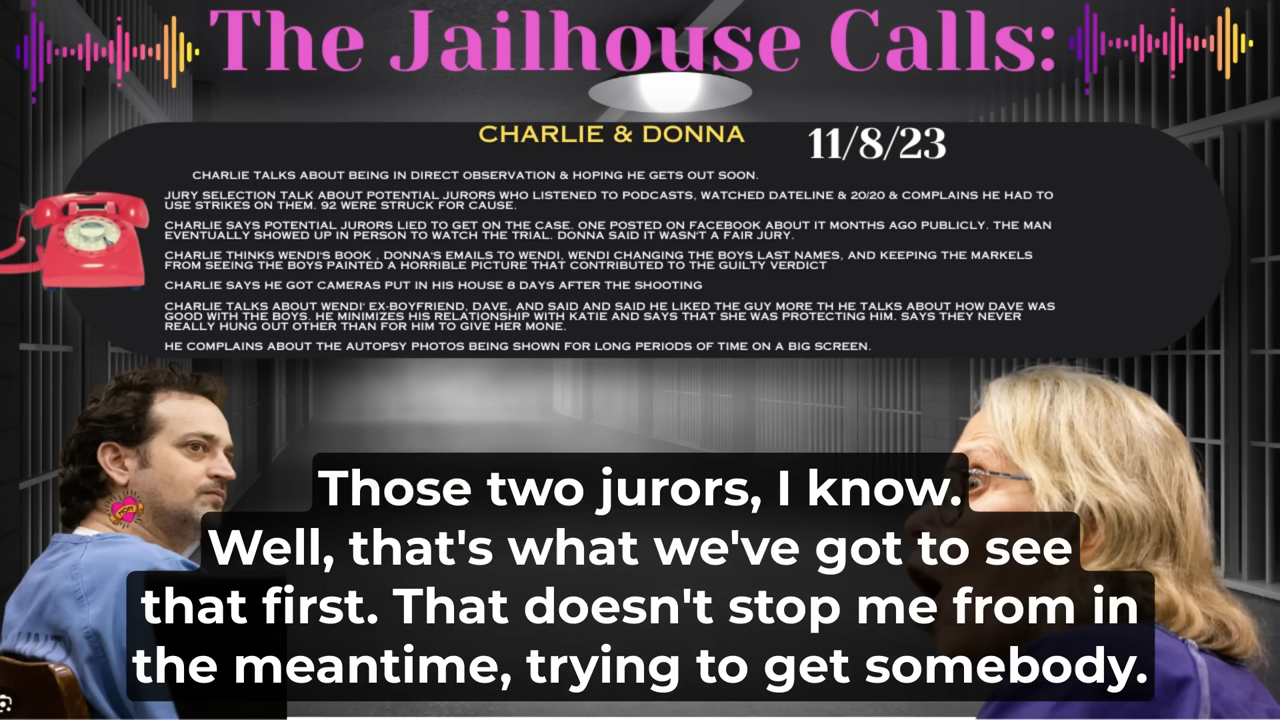 The Jailhouse Calls:
CHARLIE & DONNA
11/8/23
CHARLIE TALKS ABOUT BEING IN DIRECT OBSERVATION & HOPING HE GETS OUT SOON.
JURY SELECTION TALK ABOUT POTENTIAL JURORS WHO LISTENED TO PODCASTS, WATCHED DATELINE & 20/20 & COMPLAINS HE HAD TO
USE STRIKES ON THEM. 92 WERE STRUCK FOR CAUSE.
CHARLIE SAYS POTENTIAL JURORS LIED TO GET ON THE CASE. ONE POSTED ON FACEBOOK ABOUT IT MONTHS AGO PUBLICLY. THE MAN
EVENTUALLY SHOWED UP IN PERSON TO WATCH THE TRIAL. DONNA SAID IT WASN'T A FAIR JURY.
CHARLIE THINKS WENDI'S BOOK , DONNA'S EMAILS TO WENDI, WENDI CHANGING THE BOYS LAST NAMES, AND KEEPING THE MARKELS
FROM SEEING THE BOYS PAINTED A HORRIBLE PICTURE THAT CONTRIBUTED TO THE GUILTY VERDICT
CHARLIE SAYS HE GOT CAMERAS PUT IN HIS HOUSE 8 DAYS AFTER THE SHOOTING
CHARLIE TALKS ABOUT WENDI' EX-BOYFRIEND, DAVE, AND SAID AND SAID HE LIKED THE GUY MORE TH HE TALKS ABOUT HOW DAVE WAS
GOOD WITH THE BOYS. HE MINIMIZES HIS RELATIONSHIP WITH KATIE AND SAYS THAT SHE WAS PROTECTING HIM. SAYS THEY NEVER
REALLY HUNG OUT OTHER THAN FOR HIM TO GIVE HER MONE.
HE COMPLAINS ABOUT THE AUTOPSY PHOTOS BEING SHOWN FOR LONG PERIODS OF TIME ON A BIG SCREEN.
MOM
Those two jurors, I know.
Well, that's what we've got to see
that first. That doesn't stop me from in
the meantime, trying to get somebody.